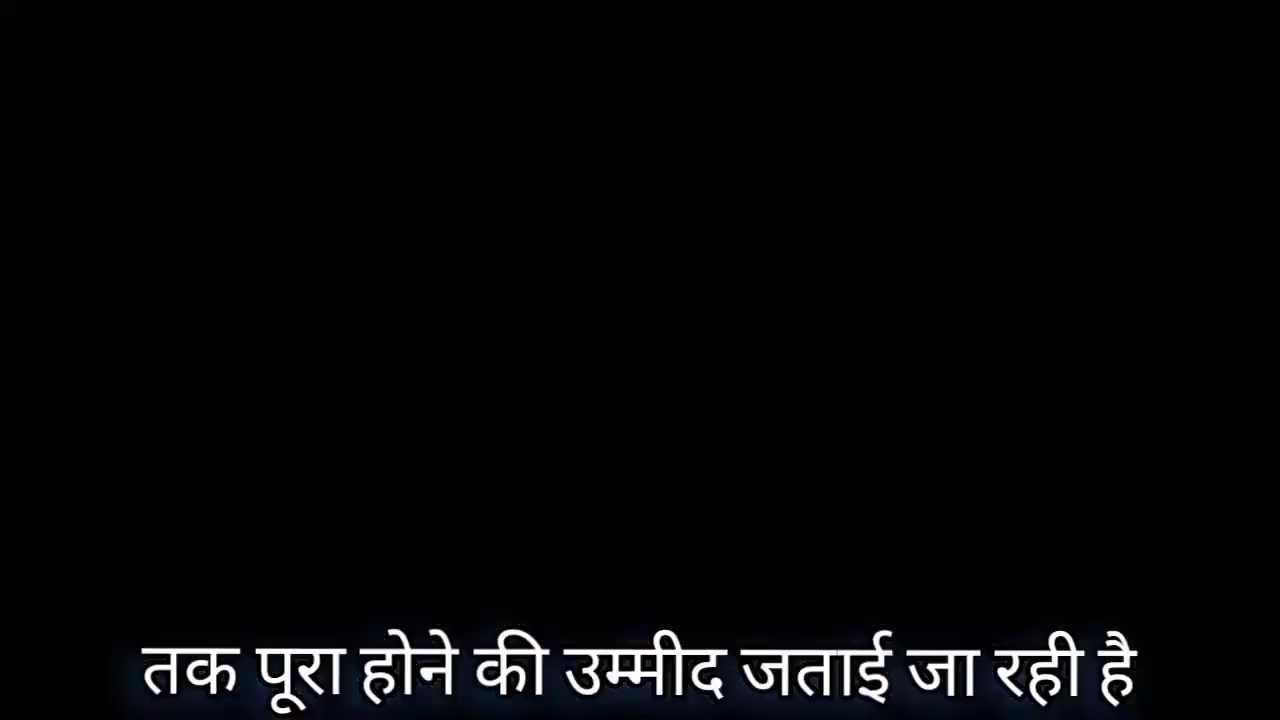 तक पूरा होने की उम्मीद जताई जा रही है